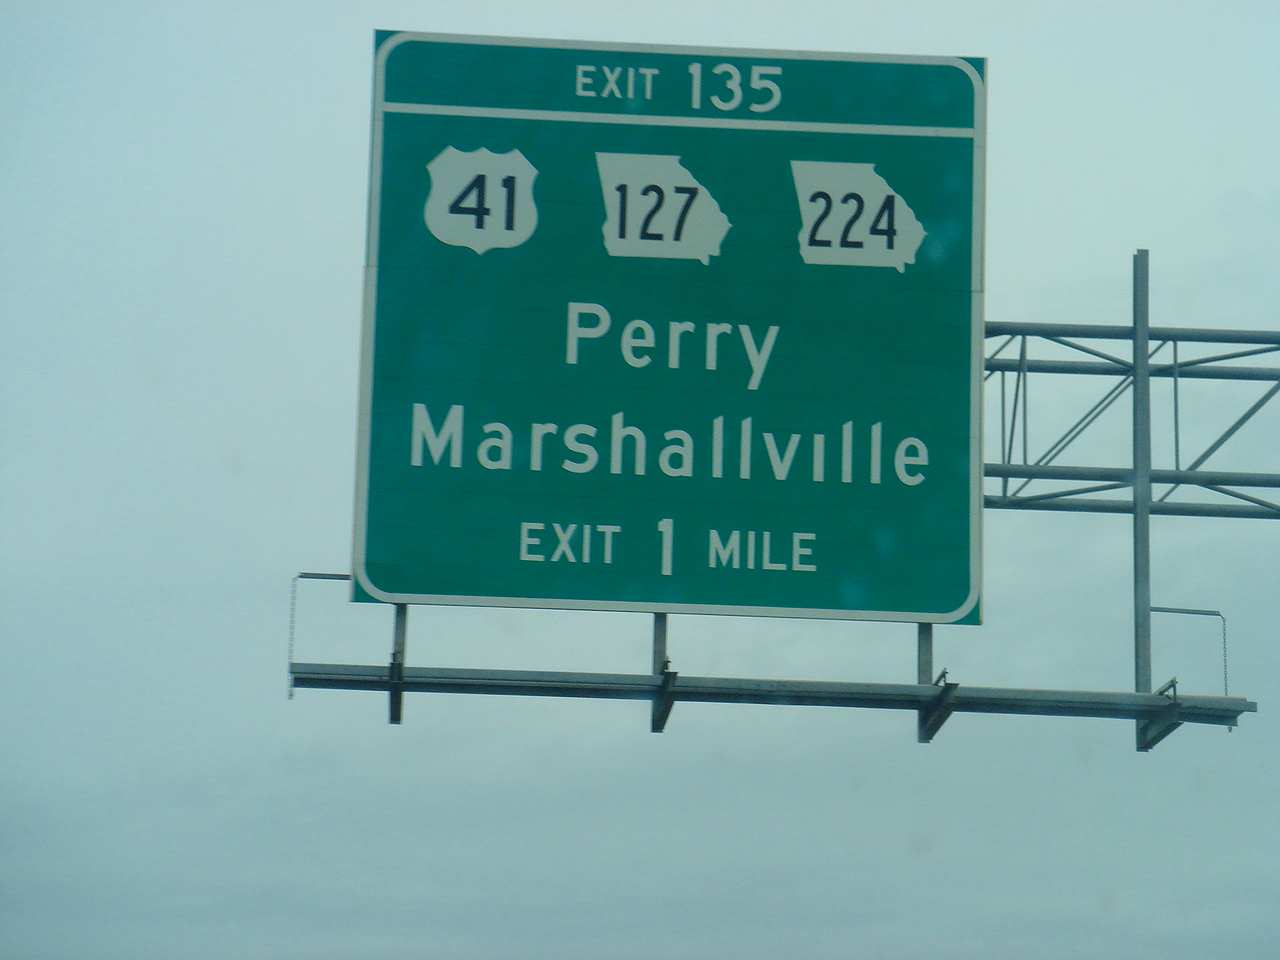 EXIT 135
41 127 224
Perry
Marshallville
EXIT 1 MILE